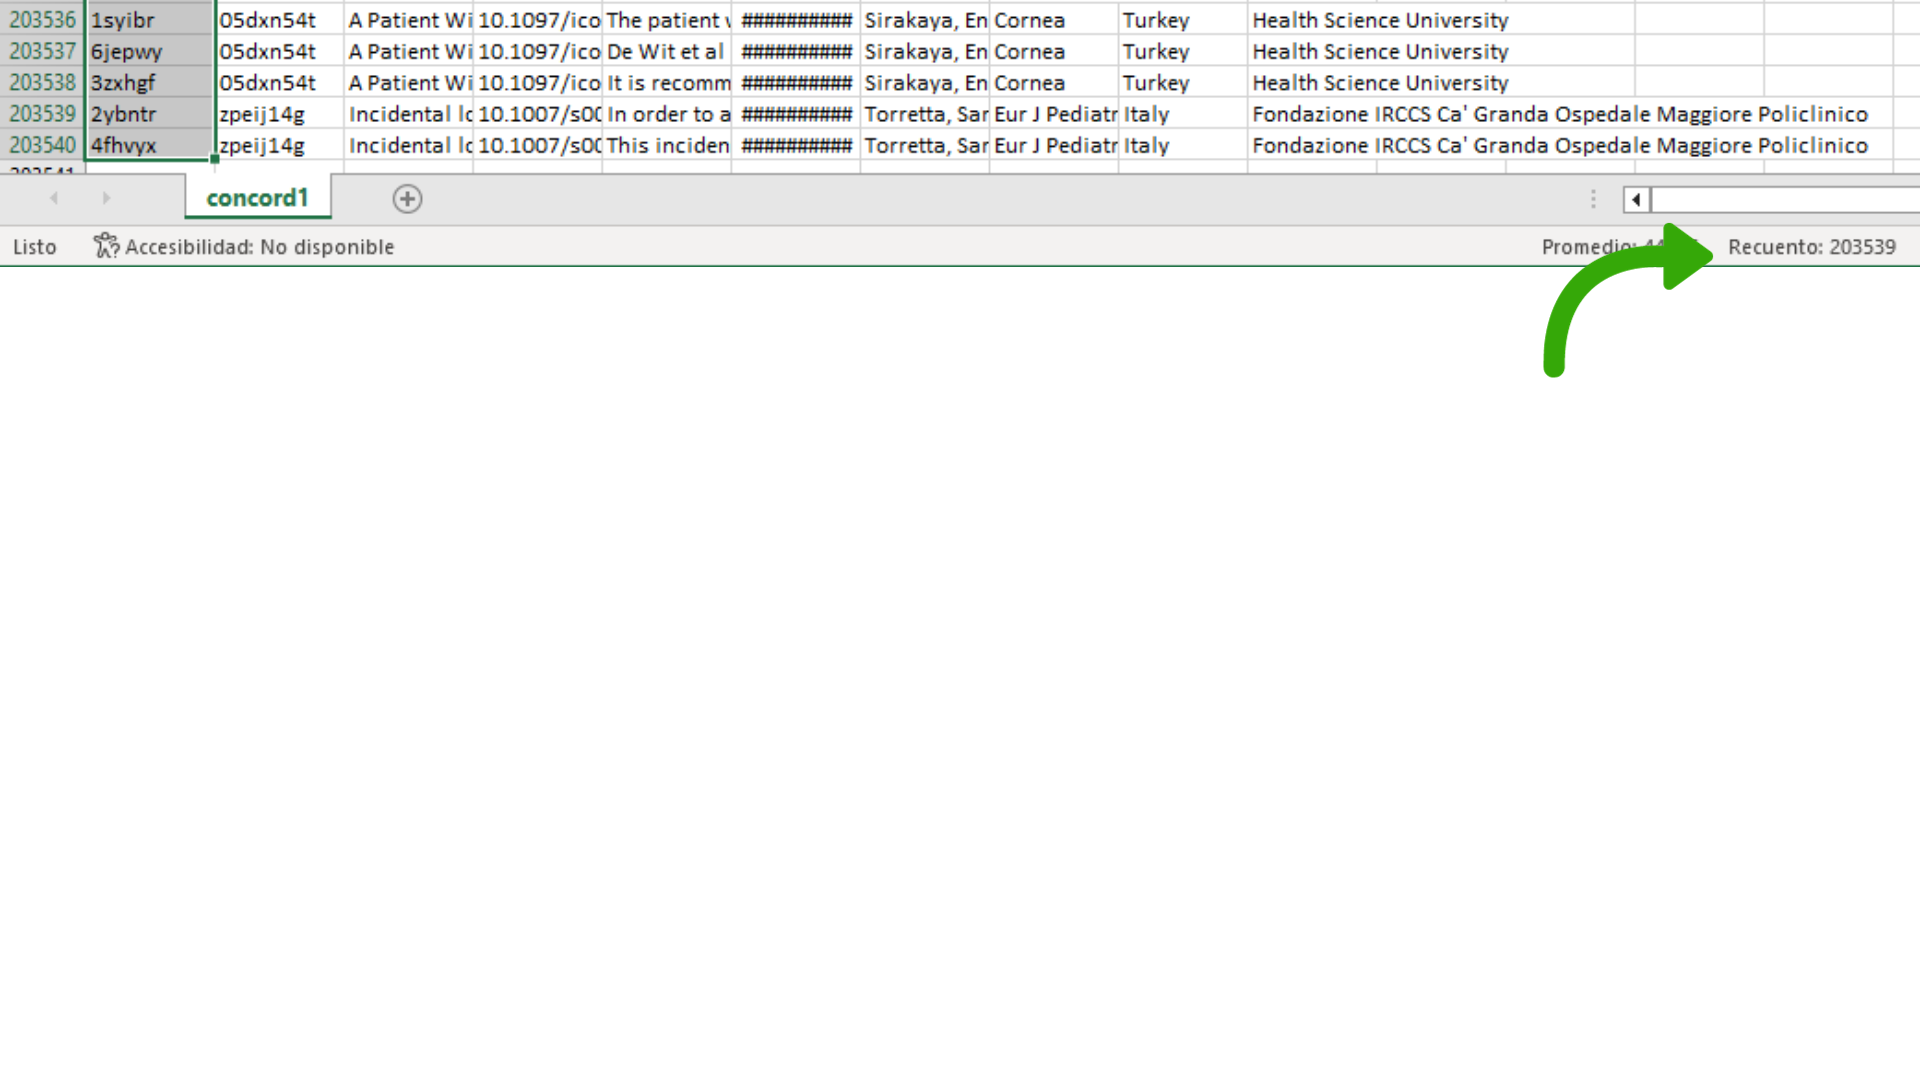 203536 1syibr 05dxn54t A Patient Wi 10.1097/ico The patient ########## Sirakaya, En Cornea Turkey Health Science University
203537 6jepwy 05dxn54t A Patient Wi 10.1097/ico De Wit et al ########## Sirakaya, En Cornea Turkey Health Science University
203538 3zxhgf 05dxn54t A Patient Wi 10.1097/ico It is recomm ########## Sirakaya, En Cornea Turkey Health Science University
203539 2ybntr zpeij14g Incidental lo 10.1007/s00 In order to a ########## Torretta, Sar Eur J Pediatr Italy Fondazione IRCCS Ca' Granda Ospedale Maggiore Policlinico
203540 4fhvyx zpeij14g Incidental lo 10.1007/s00 This inciden ########## Torretta, Sar Eur J Pediatr Italy Fondazione IRCCS Ca' Granda Ospedale Maggiore Policlinico
203541
concord1
Listo Accesibilidad: No disponible Promedio: Recuento: 203539